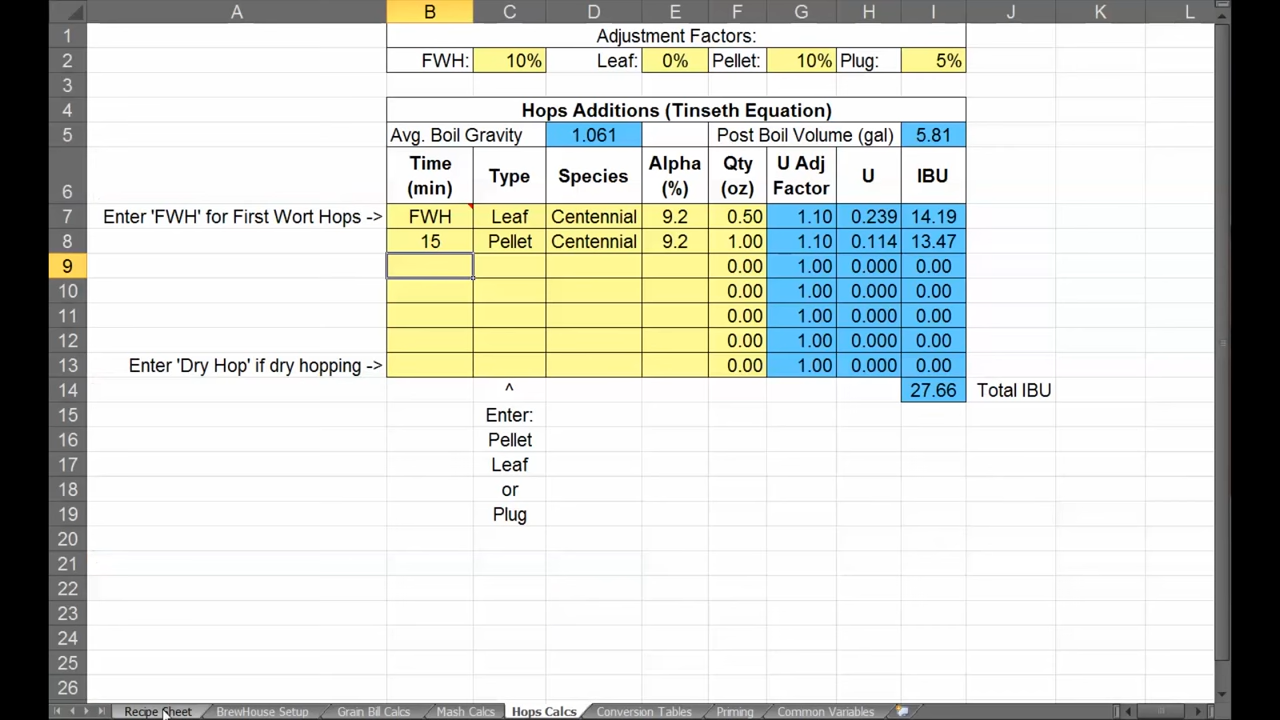 A B C D E F G H I J K L
1 Adjustment Factors:
2 FWH: 10% Leaf: 0% Pellet: 10% Plug: 5%
3
4 Hops Additions (Tinseth Equation)
5 Avg. Boil Gravity 1.061 Post Boil Volume (gal) 5.81
6 Time (min) Type Species Alpha (%) Qty (oz) U Adj Factor U IBU
7 Enter 'FWH' for First Wort Hops -> FWH Leaf Centennial 9.2 0.50 1.10 0.239 14.19
8 15 Pellet Centennial 9.2 1.00 1.10 0.114 13.47
9 0.00 1.00 0.000 0.00
10 0.00 1.00 0.000 0.00
11 0.00 1.00 0.000 0.00
12 0.00 1.00 0.000 0.00
13 Enter 'Dry Hop' if dry hopping -> 0.00 1.00 0.000 0.00
14 ^ 27.66 Total IBU
15 Enter:
16 Pellet
17 Leaf
18 or
19 Plug
20
21
22
23
24
25
26
Recipe Sheet BrewHouse Setup Grain Bill Calcs Mash Calcs Hops Calcs Conversion Tables Priming Common Variables